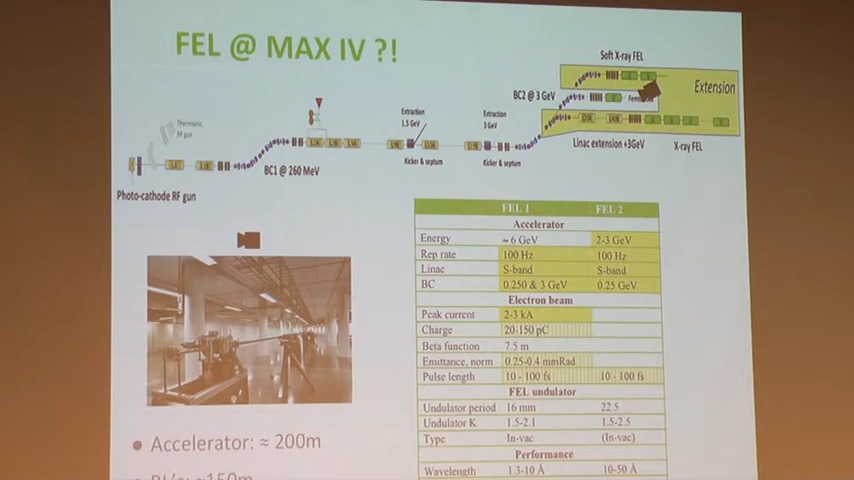 FEL @ MAX IV ?!
Soft X-ray FEL
Extension
BC2 @ 3 GeV
Linac extension +3GeV
X-ray FEL
Thermionic
RF gun
Extraction
1.5 GeV
Extraction
3 GeV
Kicker & septum
Kicker & septum
BC1 @ 260 MeV
Photo-cathode RF gun
FEL 1 FEL 2
Accelerator
Energy ≈ 6 GeV 2-3 GeV
Rep rate 100 Hz 100 Hz
Linac S-band S-band
BC 0.250 & 3 GeV 0.25 GeV
Electron beam
Peak current 2-3 kA
Charge 20-150 pC
Beta function 7.5 m
Emittance, norm 0.25-0.4 mmRad
Pulse length 10 - 100 fs 10 - 100 fs
FEL undulator
Undulator period 16 mm 22.5
Undulator K 1.5-2.1 1.5-2.5
Type In-vac (In-vac)
Performance
Wavelength 1.3-10 Å 10-50 Å
• Accelerator: ≈ 200m